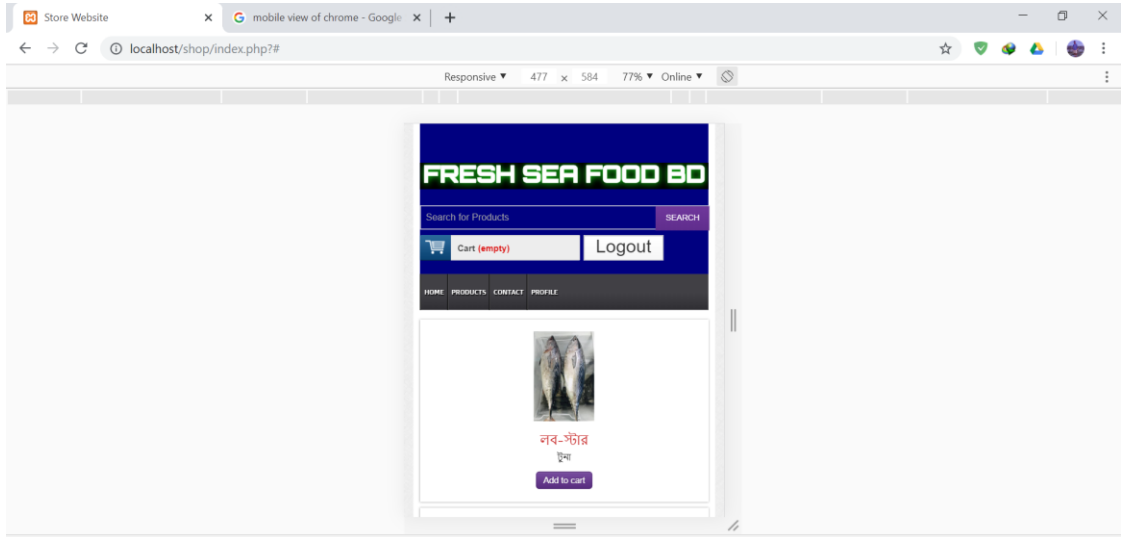 Store Website
mobile view of chrome - Google
localhost/shop/index.php?#
Responsive ▼ 477 x 584 77% ▼ Online ▼
FRESH SEA FOOD BD
Search for Products SEARCH
Cart (empty) Logout
HOME PRODUCTS CONTACT PROFILE
লব-স্টার
টুনা
Add to cart